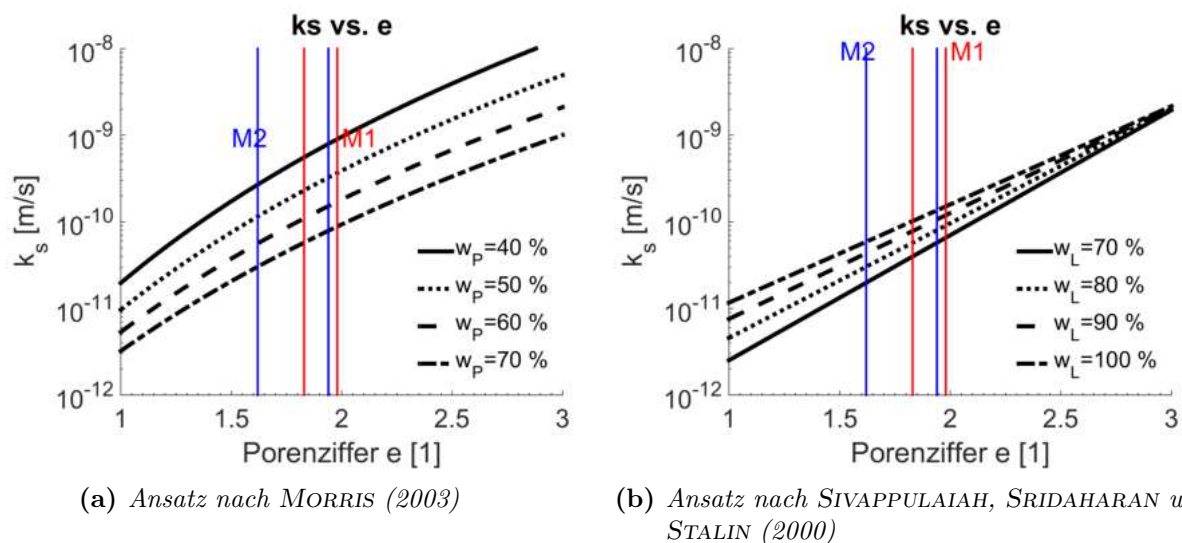 ks vs. e
10^-8
10^-9
10^-10
10^-11
10^-12
k_s [m/s]
M2
M1
w_P=40 %
w_P=50 %
w_P=60 %
w_P=70 %
1
1.5
2
2.5
3
Porenziffer e [1]
(a) Ansatz nach MORRIS (2003)
ks vs. e
10^-8
10^-9
10^-10
10^-11
10^-12
k_s [m/s]
M2
M1
w_L=70 %
w_L=80 %
w_L=90 %
w_L=100 %
1
1.5
2
2.5
3
Porenziffer e [1]
(b) Ansatz nach SIVAPPULAIAH, SRIDAHARAN
STALIN (2000)